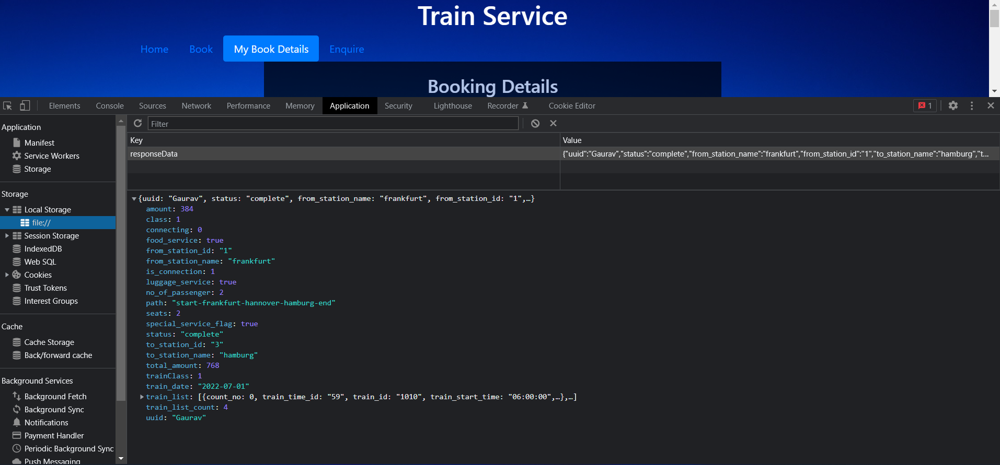 Train Service
Home Book My Book Details Enquire
Booking Details
Elements Console Sources Network Performance Memory Application Security Lighthouse Recorder Cookie Editor 1
Application
Manifest
Service Workers
Storage
Storage
Local Storage
file://
Session Storage
IndexedDB
Web SQL
Cookies
Trust Tokens
Interest Groups
Cache
Cache Storage
Back/forward cache
Background Services
Background Fetch
Background Sync
Notifications
Payment Handler
Periodic Background Sync
Push Messaging
Filter
Key Value
responseData {"uuid":"Gaurav","status":"complete","from_station_name":"frankfurt","from_station_id":"1","to_station_name":"hamburg","t...
{uuid: "Gaurav", status: "complete", from_station_name: "frankfurt", from_station_id: "1",…}
amount: 384
class: 1
connecting: 0
food_service: true
from_station_id: "1"
from_station_name: "frankfurt"
is_connection: 1
luggage_service: true
no_of_passenger: 2
path: "start-frankfurt-hannover-hamburg-end"
seats: 2
special_service_flag: true
status: "complete"
to_station_id: "3"
to_station_name: "hamburg"
total_amount: 768
trainClass: 1
train_date: "2022-07-01"
train_list: [{count_no: 0, train_time_id: "59", train_id: "1010", train_start_time: "06:00:00",…},…]
train_list_count: 4
uuid: "Gaurav"